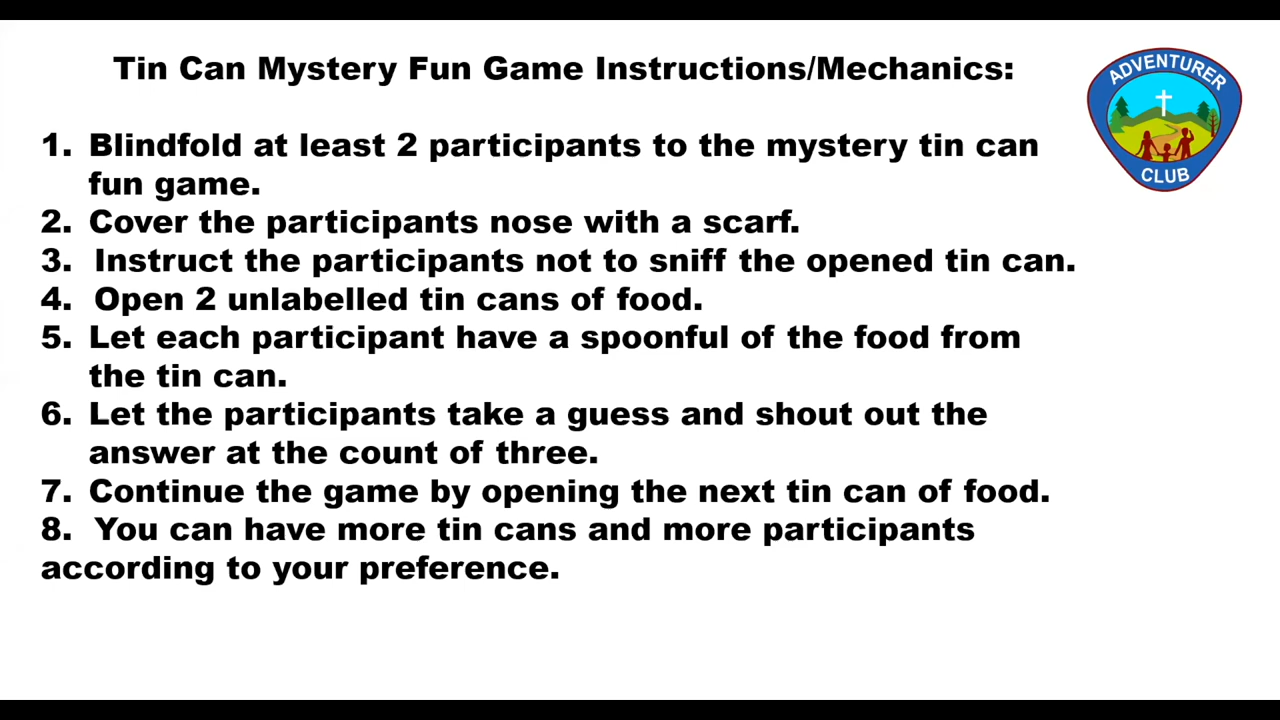 Tin Can Mystery Fun Game Instructions/Mechanics:
ADVENTURER
CLUB
1. Blindfold at least 2 participants to the mystery tin can
fun game.
2. Cover the participants nose with a scarf.
3. Instruct the participants not to sniff the opened tin can.
4. Open 2 unlabelled tin cans of food.
5. Let each participant have a spoonful of the food from
the tin can.
6. Let the participants take a guess and shout out the
answer at the count of three.
7. Continue the game by opening the next tin can of food.
8. You can have more tin cans and more participants
according to your preference.